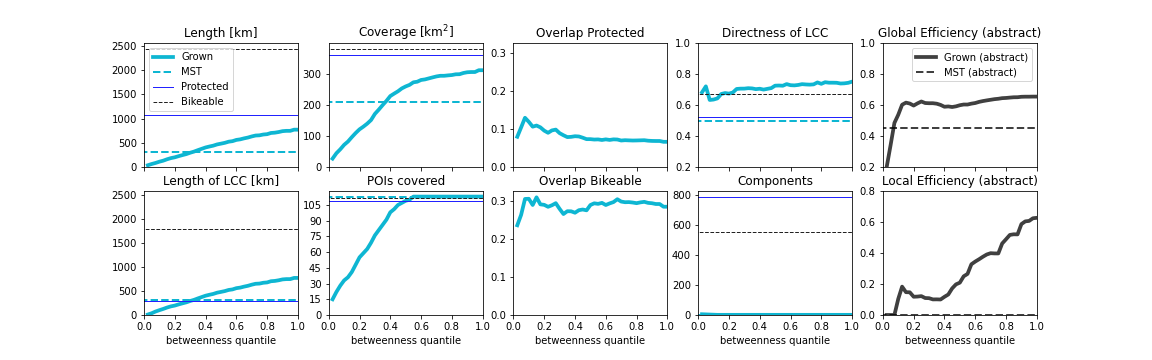 Length [km]
Coverage [km²]
Overlap Protected
Directness of LCC
Global Efficiency (abstract)
2500
2000
1500
1000
500
0
Grown
MST
Protected
Bikeable
300
200
100
0
0.3
0.2
0.1
0.0
1.0
0.8
0.6
0.4
0.2
1.0
0.8
0.6
0.4
0.2
Grown (abstract)
MST (abstract)
Length of LCC [km]
POIs covered
Overlap Bikeable
Components
Local Efficiency (abstract)
2500
2000
1500
1000
500
0
105
90
75
60
45
30
15
0.3
0.2
0.1
0.0
800
600
400
200
0
0.8
0.6
0.4
0.2
0.0
0.0 0.2 0.4 0.6 0.8 1.0
0.0 0.2 0.4 0.6 0.8 1.0
0.0 0.2 0.4 0.6 0.8 1.0
0.0 0.2 0.4 0.6 0.8 1.0
0.0 0.2 0.4 0.6 0.8 1.0
betweenness quantile
betweenness quantile
betweenness quantile
betweenness quantile
betweenness quantile